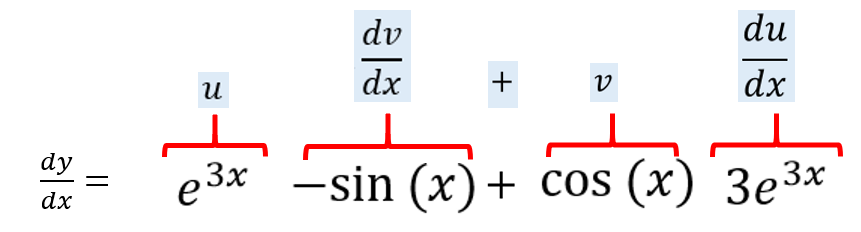 u dv/dx + v du/dx
dy/dx = e^{3x} −sin (x) + cos (x) 3e^{3x}